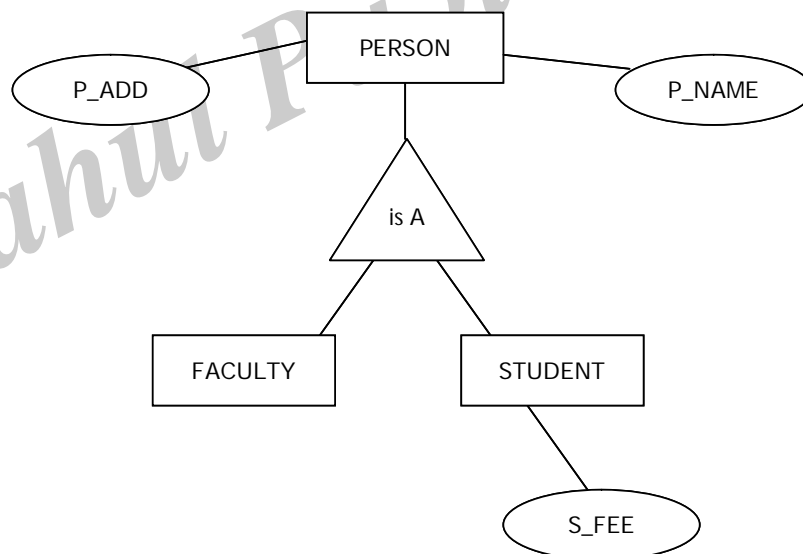 PERSON
P_ADD
P_NAME
is A
FACULTY
STUDENT
S_FEE